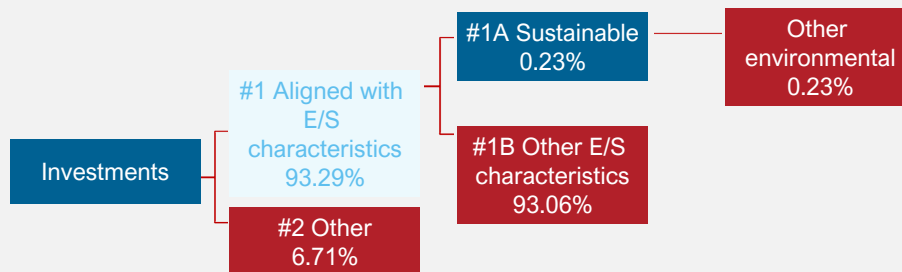 Investments
#1 Aligned with
E/S
characteristics
93.29%
#2 Other
6.71%
#1A Sustainable
0.23%
#1B Other E/S
characteristics
93.06%
Other
environmental
0.23%